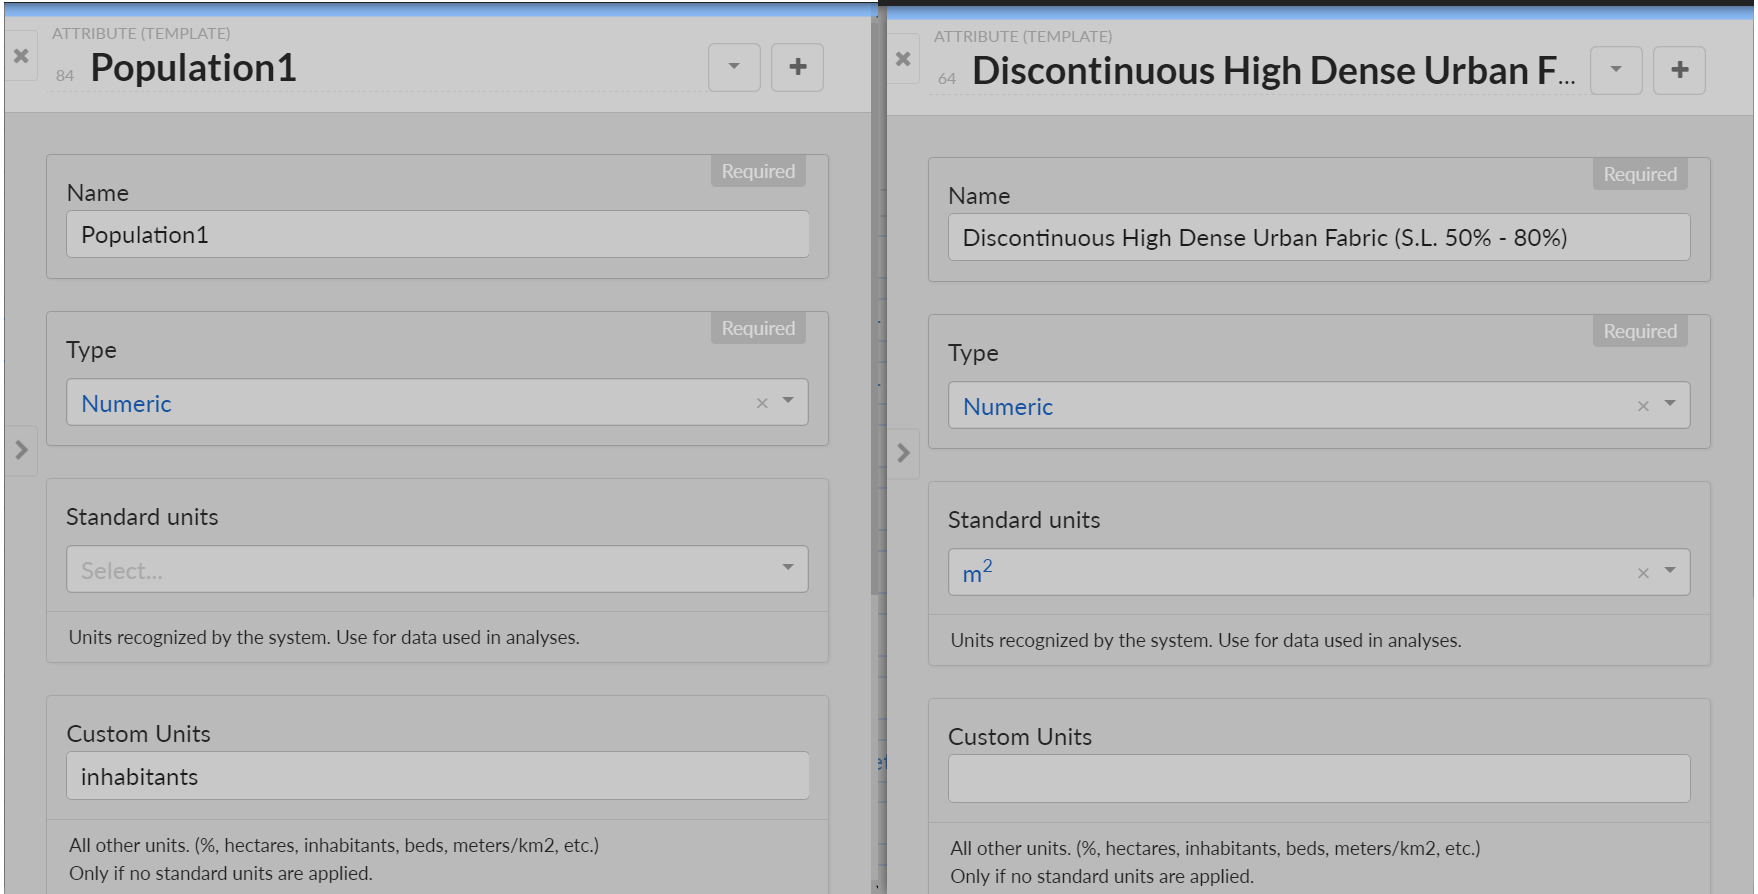 ATTRIBUTE (TEMPLATE)
84 Population1
Required
Name
Population1
Required
Type
Numeric
Standard units
Select...
Units recognized by the system. Use for data used in analyses.
Custom Units
inhabitants
All other units. (%, hectares, inhabitants, beds, meters/km2, etc.)
Only if no standard units are applied.
ATTRIBUTE (TEMPLATE)
64 Discontinuous High Dense Urban F...
Required
Name
Discontinuous High Dense Urban Fabric (S.L. 50% - 80%)
Required
Type
Numeric
Standard units
m²
Units recognized by the system. Use for data used in analyses.
Custom Units
All other units. (%, hectares, inhabitants, beds, meters/km2, etc.)
Only if no standard units are applied.